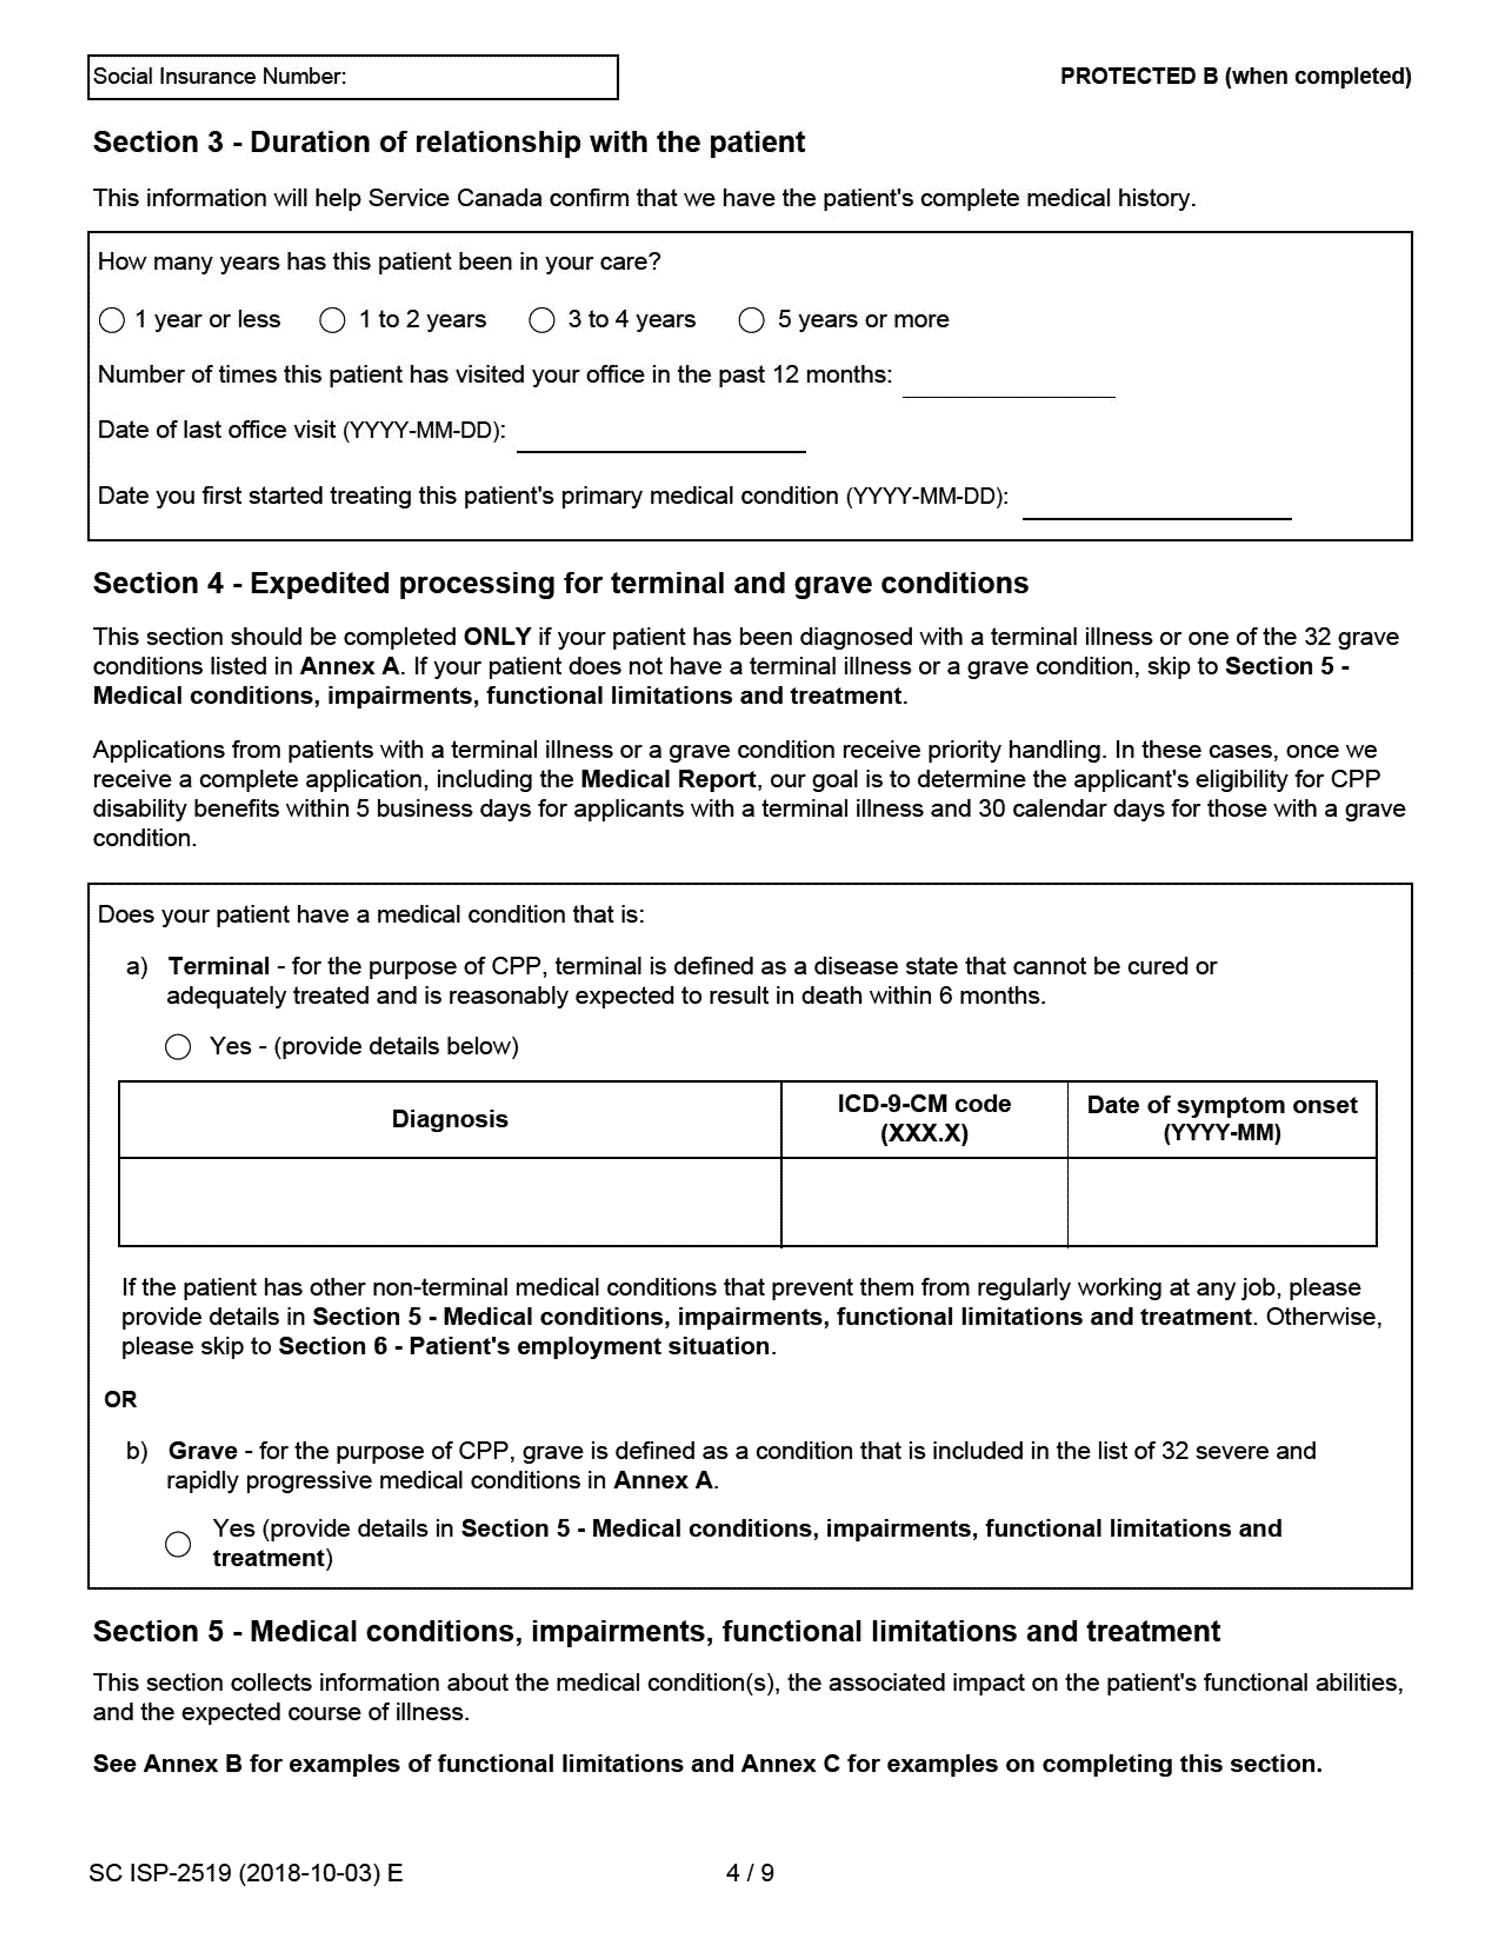 Social Insurance Number:
PROTECTED B (when completed)
Section 3 - Duration of relationship with the patient
This information will help Service Canada confirm that we have the patient's complete medical history.
How many years has this patient been in your care?
1 year or less 1 to 2 years 3 to 4 years 5 years or more
Number of times this patient has visited your office in the past 12 months:
Date of last office visit (YYYY-MM-DD):
Date you first started treating this patient's primary medical condition (YYYY-MM-DD):
Section 4 - Expedited processing for terminal and grave conditions
This section should be completed ONLY if your patient has been diagnosed with a terminal illness or one of the 32 grave
conditions listed in Annex A. If your patient does not have a terminal illness or a grave condition, skip to Section 5 -
Medical conditions, impairments, functional limitations and treatment.
Applications from patients with a terminal illness or a grave condition receive priority handling. In these cases, once we
receive a complete application, including the Medical Report, our goal is to determine the applicant's eligibility for CPP
disability benefits within 5 business days for applicants with a terminal illness and 30 calendar days for those with a grave
condition.
Does your patient have a medical condition that is:
a) Terminal - for the purpose of CPP, terminal is defined as a disease state that cannot be cured or
adequately treated and is reasonably expected to result in death within 6 months.
Yes - (provide details below)
Diagnosis
ICD-9-CM code
(XXX.X)
Date of symptom onset
(YYYY-MM)
If the patient has other non-terminal medical conditions that prevent them from regularly working at any job, please
provide details in Section 5 - Medical conditions, impairments, functional limitations and treatment. Otherwise,
please skip to Section 6 - Patient's employment situation.
OR
b) Grave - for the purpose of CPP, grave is defined as a condition that is included in the list of 32 severe and
rapidly progressive medical conditions in Annex A.
Yes (provide details in Section 5 - Medical conditions, impairments, functional limitations and
treatment)
Section 5 - Medical conditions, impairments, functional limitations and treatment
This section collects information about the medical condition(s), the associated impact on the patient's functional abilities,
and the expected course of illness.
See Annex B for examples of functional limitations and Annex C for examples on completing this section.
SC ISP-2519 (2018-10-03) E
4 / 9